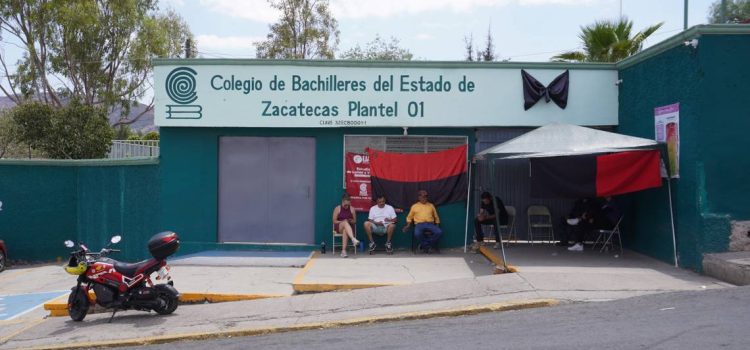 Colegio de Bachilleres del Estado de
Zacatecas Plantel 01